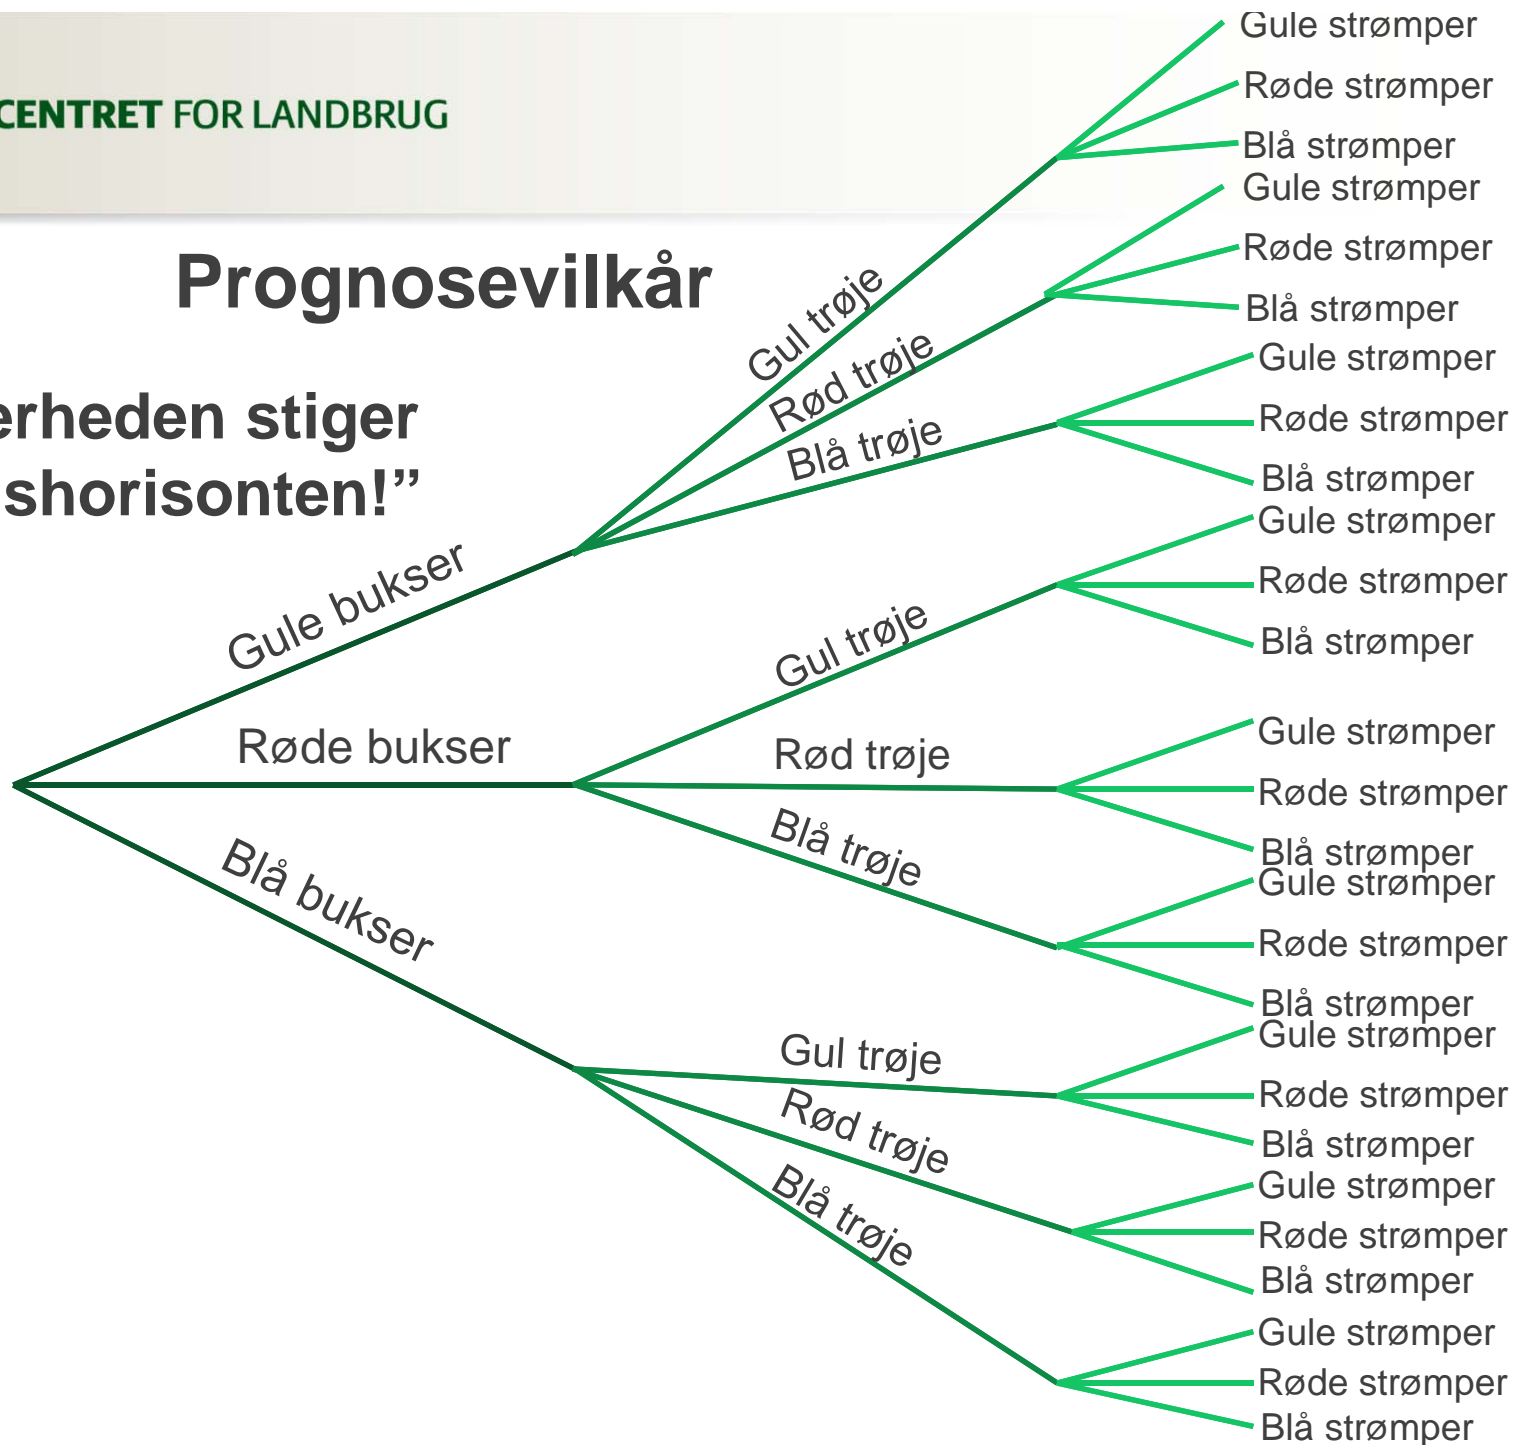 CENTRET FOR LANDBRUG
Prognosevilkår
erheden stiger
shorisonten!”
Gule bukser
Røde bukser
Blå bukser
Gul trøje
Rød trøje
Blå trøje
Gul trøje
Rød trøje
Blå trøje
Gul trøje
Rød trøje
Blå trøje
Gule strømper
Røde strømper
Blå strømper
Gule strømper
Røde strømper
Blå strømper
Gule strømper
Røde strømper
Blå strømper
Gule strømper
Røde strømper
Blå strømper
Gule strømper
Røde strømper
Blå strømper
Gule strømper
Røde strømper
Blå strømper
Gule strømper
Røde strømper
Blå strømper
Gule strømper
Røde strømper
Blå strømper
Gule strømper
Røde strømper
Blå strømper